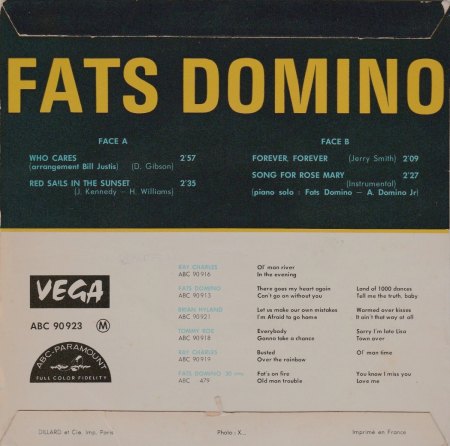 FATS DOMINO
FACE A
WHO CARES 2'57
(arrangement Bill Justis) (D. Gibson)
RED SAILS IN THE SUNSET 2'35
(J. Kennedy — H. Williams)
FACE B
FOREVER, FOREVER (Jerry Smith) 2'09
SONG FOR ROSE MARY 2'27
(Instrumental)
(piano solo : Fats Domino — A. Domino Jr)
VEGA
ABC 90923 M
ABC-PARAMOUNT
FULL COLOR FIDELITY
RAY CHARLES Ol' man river
ABC 90916 In the evening
FATS DOMINO There goes my heart again Land of 1000 dances
ABC 90913 Can't go on without you Tell me the truth, baby
BRIAN HYLAND Let us make our own mistakes Warmed over kisses
ABC 90921 I'm Afraid to go home It ain't that way at all
TOMMY ROE Everybody Sorry I'm late Lisa
ABC 90918 Gonna take a chance Town over
RAY CHARLES Busted Ol' man time
ABC 90919 Over the rainbow
FATS DOMINO 30 cms Fat's on fire You know I miss you
ABC 479 Old man trouble Love me
DILLARD et Cie. Imp. Paris Photo : X... Imprimé en France